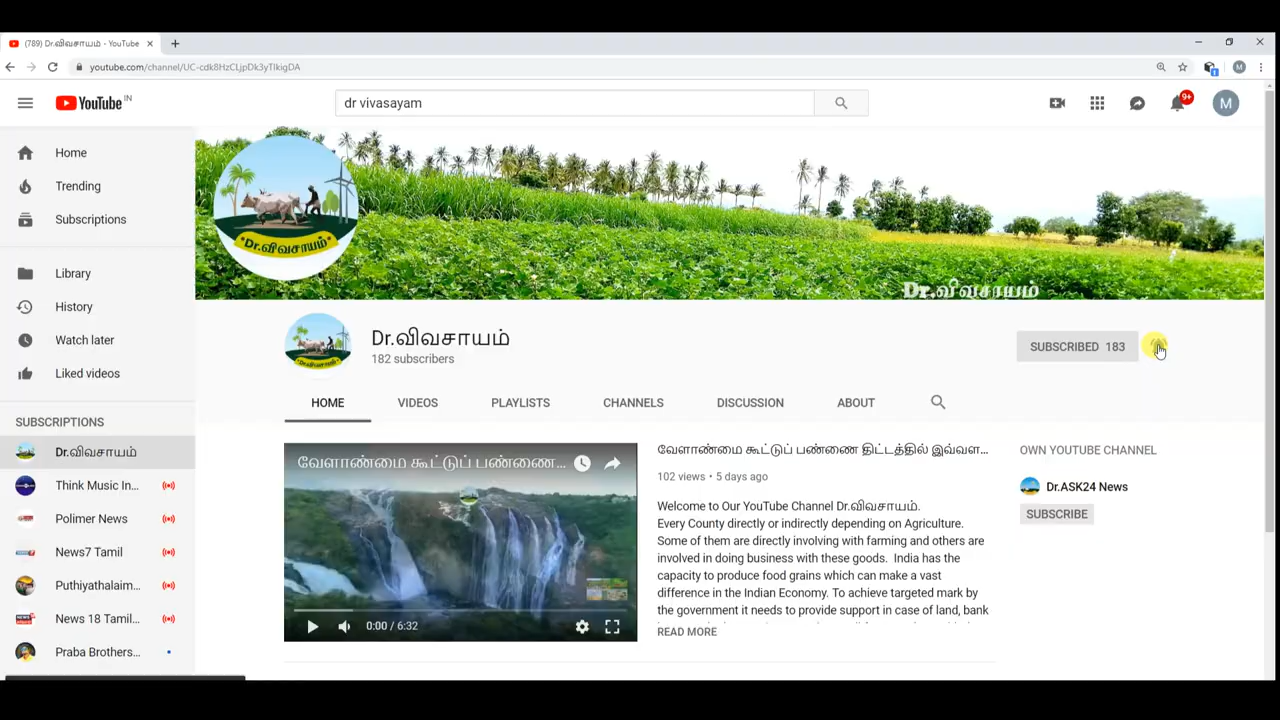 (789) Dr.விவசாயம் - YouTube
youtube.com/channel/UC-cdk8HzCLjpDk3yTlkigDA
YouTube IN
dr vivasayam
9+
M
Home
Trending
Subscriptions
Library
History
Watch later
Liked videos
SUBSCRIPTIONS
Dr.விவசாயம்
Think Music In...
Polimer News
News7 Tamil
Puthiyathalaim...
News 18 Tamil...
Praba Brothers...
Dr.விவசாயம்
Dr.விவசாயம்
Dr.விவசாயம்
182 subscribers
SUBSCRIBED 183
HOME
VIDEOS
PLAYLISTS
CHANNELS
DISCUSSION
ABOUT
வேளாண்மை கூட்டுப் பண்ணை...
0:00 / 6:32
வேளாண்மை கூட்டுப் பண்ணை திட்டத்தில் இவ்வள...
102 views • 5 days ago
Welcome to Our YouTube Channel Dr.விவசாயம்.
Every County directly or indirectly depending on Agriculture.
Some of them are directly involving with farming and others are
involved in doing business with these goods. India has the
capacity to produce food grains which can make a vast
difference in the Indian Economy. To achieve targeted mark by
the government it needs to provide support in case of land, bank
READ MORE
OWN YOUTUBE CHANNEL
Dr.ASK24 News
SUBSCRIBE